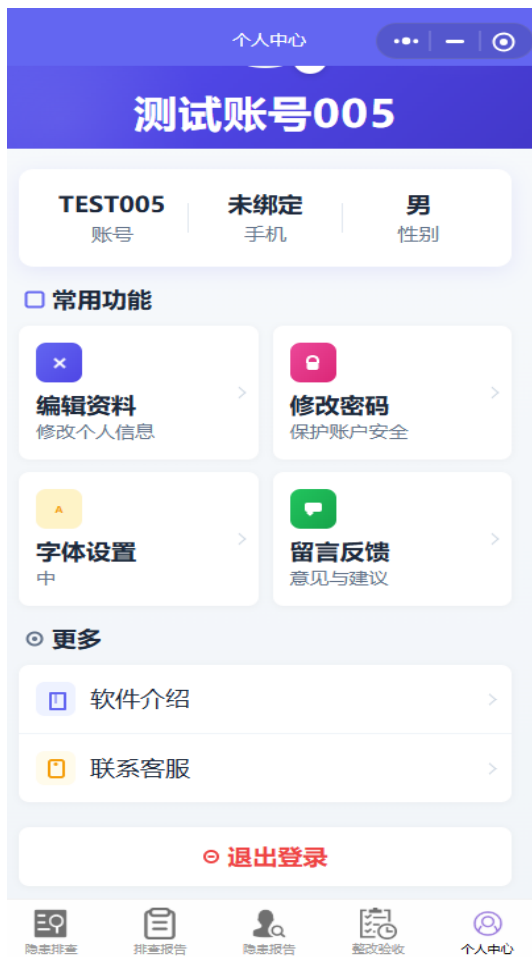 个人中心
测试账号005
TEST005 未绑定 男
账号 手机 性别
常用功能
编辑资料 修改密码
修改个人信息 保护账户安全
A
字体设置 留言反馈
中 意见与建议
更多
软件介绍
联系客服
退出登录
隐患排查 排查报告 隐患报告 整改验收 个人中心